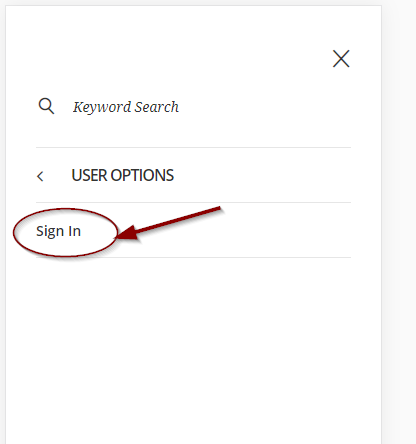 Keyword Search
USER OPTIONS
Sign In